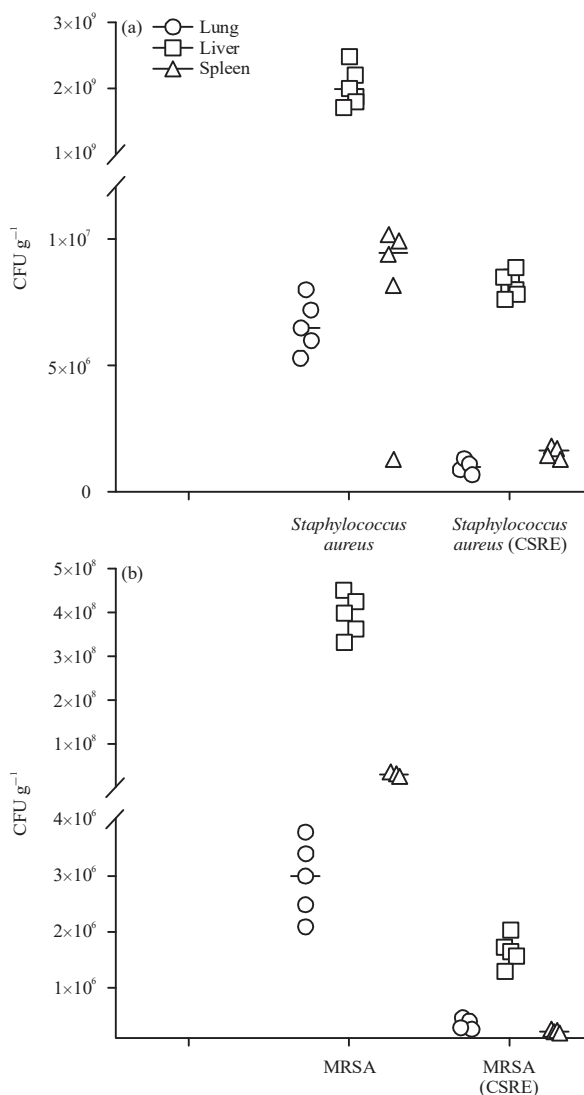 (a)
Lung
Liver
Spleen
3×10⁹
2×10⁹
1×10⁹
1×10⁷
5×10⁶
0
CFU g⁻¹
Staphylococcus
aureus
Staphylococcus
aureus (CSRE)
(b)
5×10⁸
4×10⁸
3×10⁸
2×10⁸
1×10⁸
4×10⁶
3×10⁶
2×10⁶
1×10⁶
CFU g⁻¹
MRSA
MRSA
(CSRE)